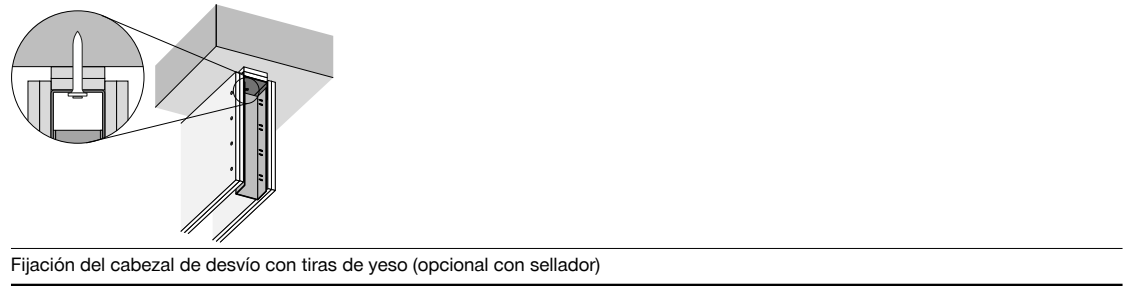 Fijación del cabezal de desvío con tiras de yeso (opcional con sellador)